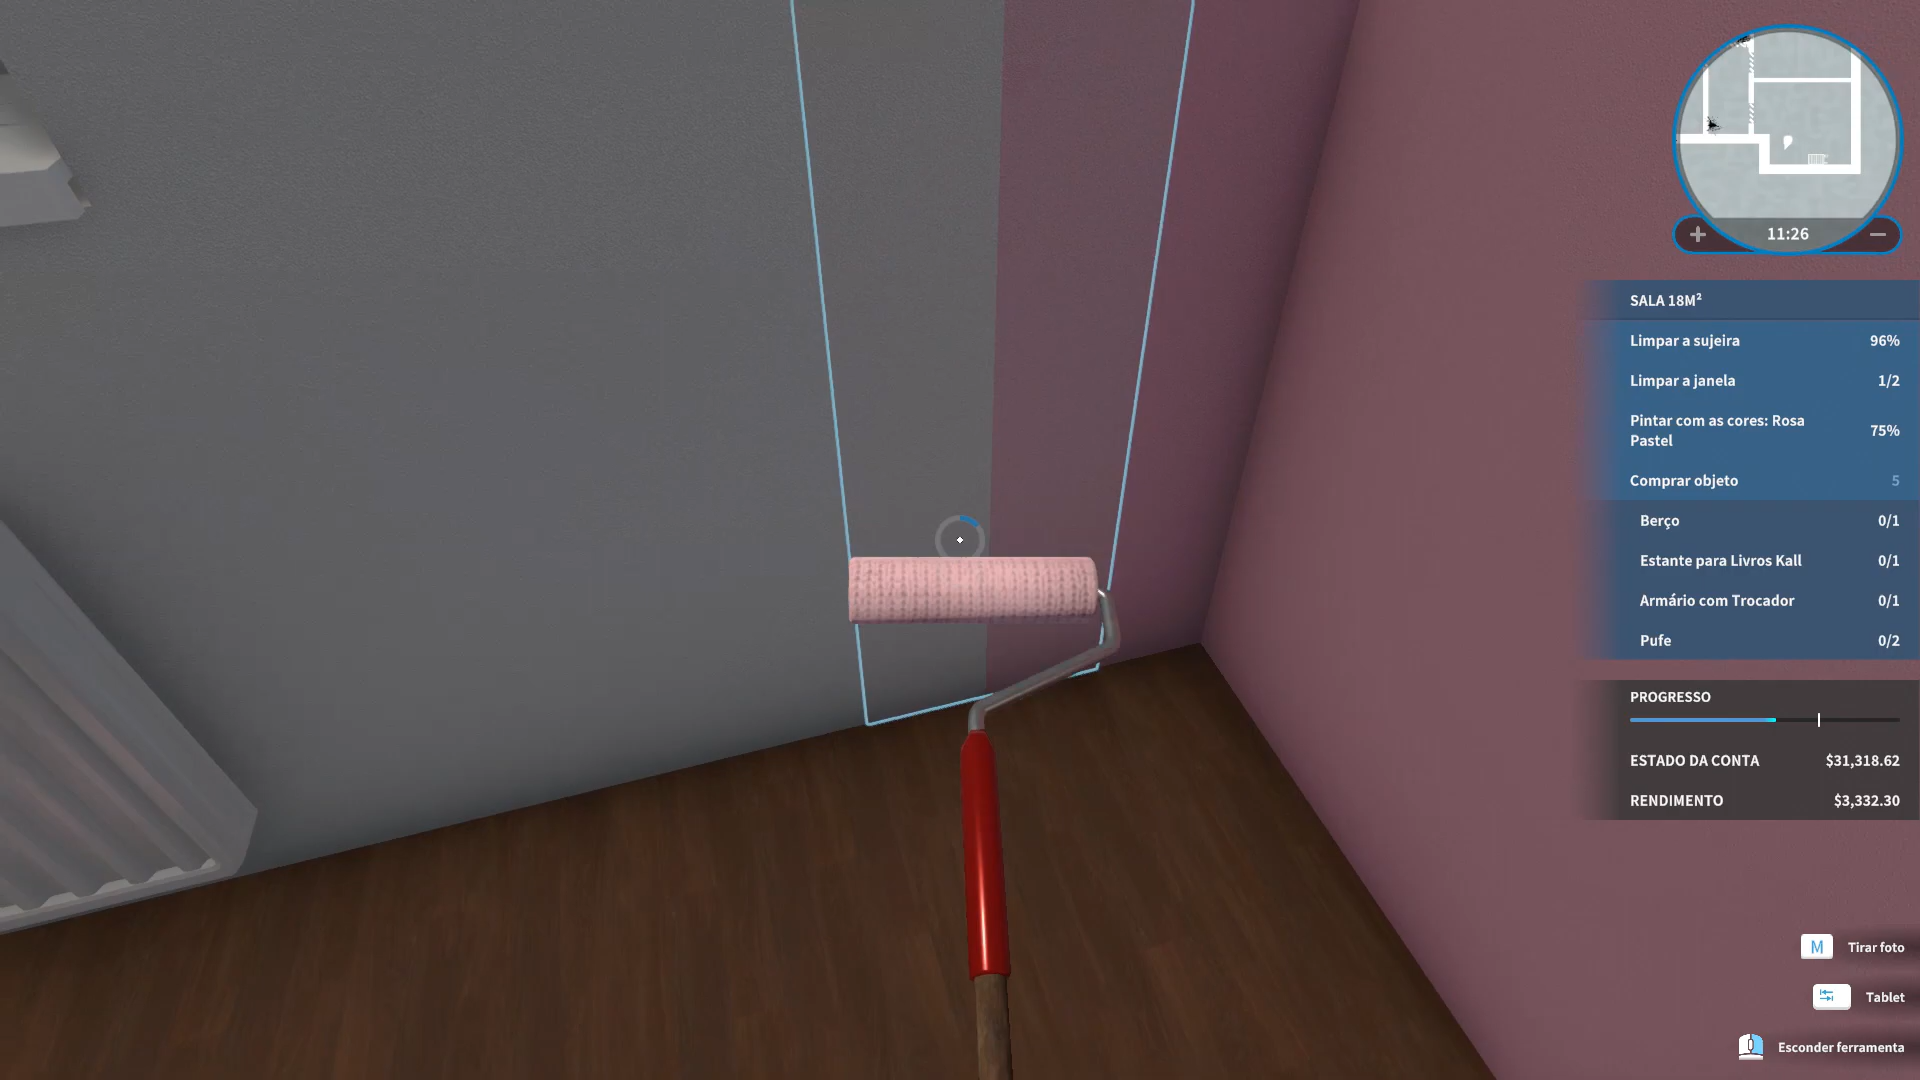 11:26
SALA 18M²
Limpar a sujeira 96%
Limpar a janela 1/2
Pintar com as cores: Rosa
Pastel 75%
Comprar objeto 5
Berço 0/1
Estante para Livros Kall 0/1
Armário com Trocador 0/1
Pufe 0/2
PROGRESSO
ESTADO DA CONTA $31,318.62
RENDIMENTO $3,332.30
M Tirar foto
Tablet
Esconder ferramenta